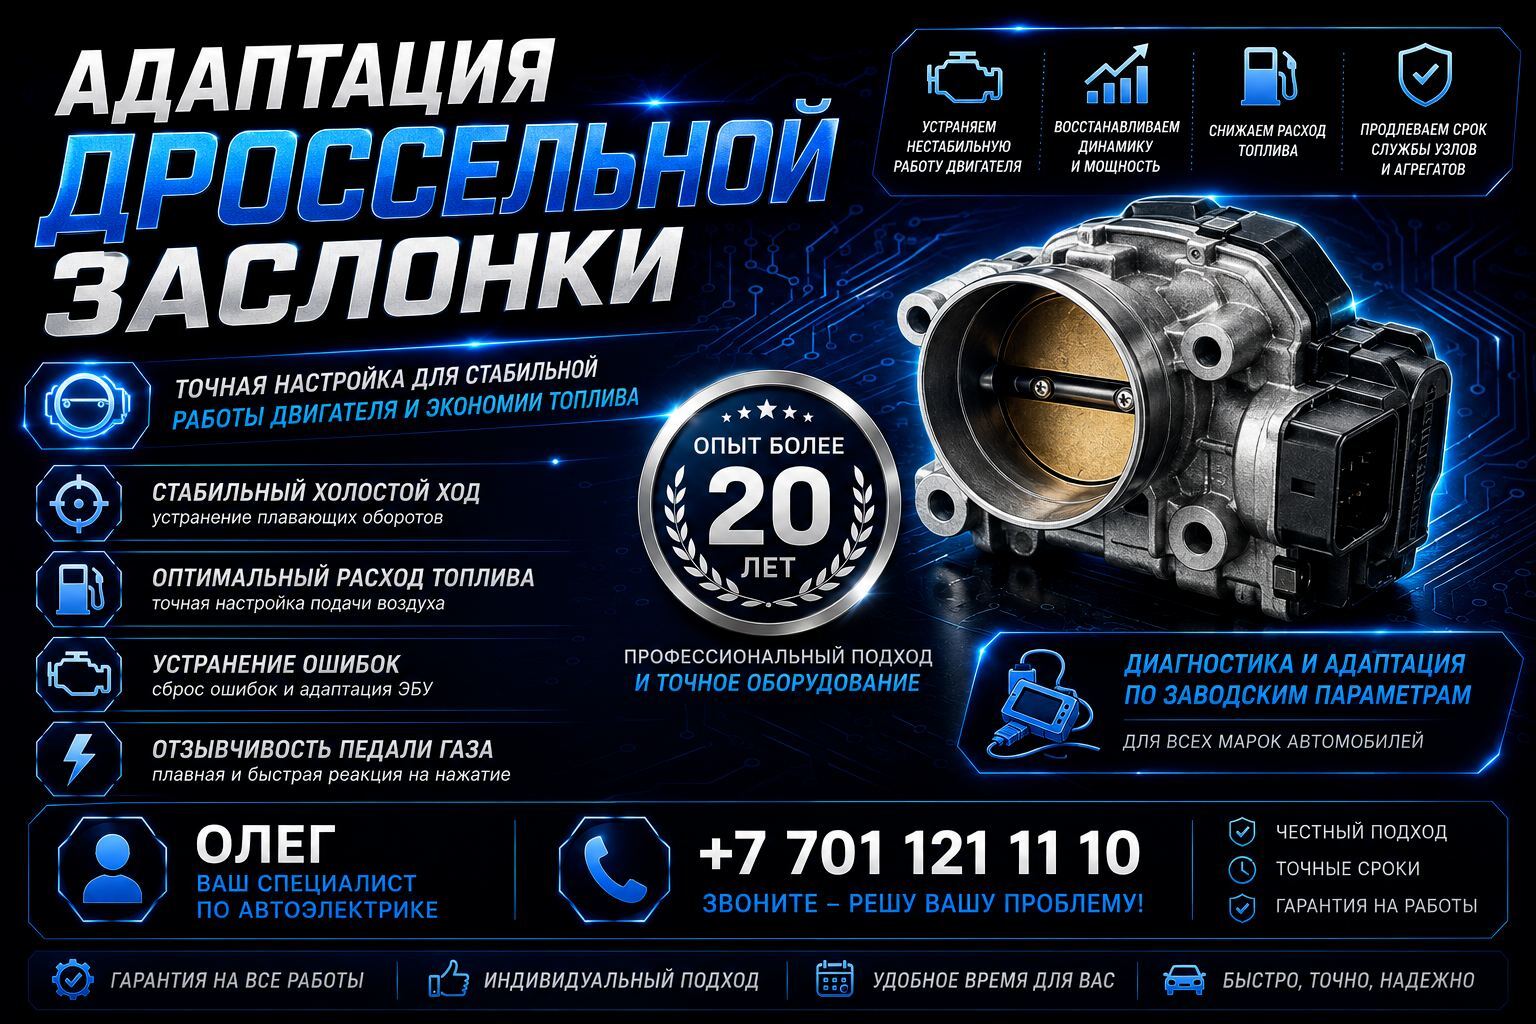 АДАПТАЦИЯ
ДРОССЕЛЬНОЙ
ЗАСЛОНКИ
УСТРАНЯЕМ
НЕСТАБИЛЬНУЮ
РАБОТУ ДВИГАТЕЛЯ
ВОССТАНАВЛИВАЕМ
ДИНАМИКУ
И МОЩНОСТЬ
СНИЖАЕМ РАСХОД
ТОПЛИВА
ПРОДЛЕВАЕМ СРОК
СЛУЖБЫ УЗЛОВ
И АГРЕГАТОВ
ТОЧНАЯ НАСТРОЙКА ДЛЯ СТАБИЛЬНОЙ
РАБОТЫ ДВИГАТЕЛЯ И ЭКОНОМИИ ТОПЛИВА
СТАБИЛЬНЫЙ ХОЛОСТОЙ ХОД
устранение плавающих оборотов
ОПТИМАЛЬНЫЙ РАСХОД ТОПЛИВА
точная настройка подачи воздуха
УСТРАНЕНИЕ ОШИБОК
сброс ошибок и адаптация ЭБУ
ОТЗЫВЧИВОСТЬ ПЕДАЛИ ГАЗА
плавная и быстрая реакция на нажатие
ОПЫТ БОЛЕЕ
20
ЛЕТ
ПРОФЕССИОНАЛЬНЫЙ ПОДХОД
И ТОЧНОЕ ОБОРУДОВАНИЕ
ДИАГНОСТИКА И АДАПТАЦИЯ
ПО ЗАВОДСКИМ ПАРАМЕТРАМ
ДЛЯ ВСЕХ МАРОК АВТОМОБИЛЕЙ
ОЛЕГ
ВАШ СПЕЦИАЛИСТ
ПО АВТОЭЛЕКТРИКЕ
+7 701 121 11 10
ЗВОНИТЕ – РЕШУ ВАШУ ПРОБЛЕМУ!
ЧЕСТНЫЙ ПОДХОД
ТОЧНЫЕ СРОКИ
ГАРАНТИЯ НА РАБОТЫ
ГАРАНТИЯ НА ВСЕ РАБОТЫ
ИНДИВИДУАЛЬНЫЙ ПОДХОД
УДОБНОЕ ВРЕМЯ ДЛЯ ВАС
БЫСТРО, ТОЧНО, НАДЕЖНО